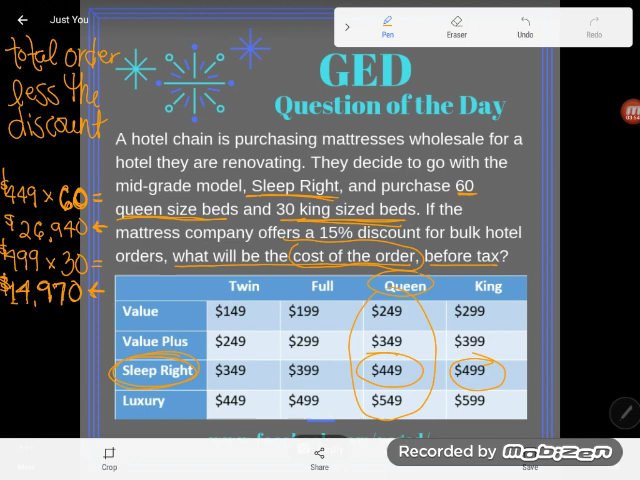 Just You
Pen
Eraser
Undo
Redo
total order
less the
discount
GED
Question of the Day
A hotel chain is purchasing mattresses wholesale for a
hotel they are renovating. They decide to go with the
mid-grade model, Sleep Right, and purchase 60
queen size beds and 30 king sized beds. If the
mattress company offers a 15% discount for bulk hotel
orders, what will be the cost of the order, before tax?
$449 x 60 =
$26,940
$499 x 30 =
$14,970
Twin Full Queen King
Value $149 $199 $249 $299
Value Plus $249 $299 $349 $399
Sleep Right $349 $399 $449 $499
Luxury $449 $499 $549 $599
Crop
Share
Save
Recorded by Mobizen